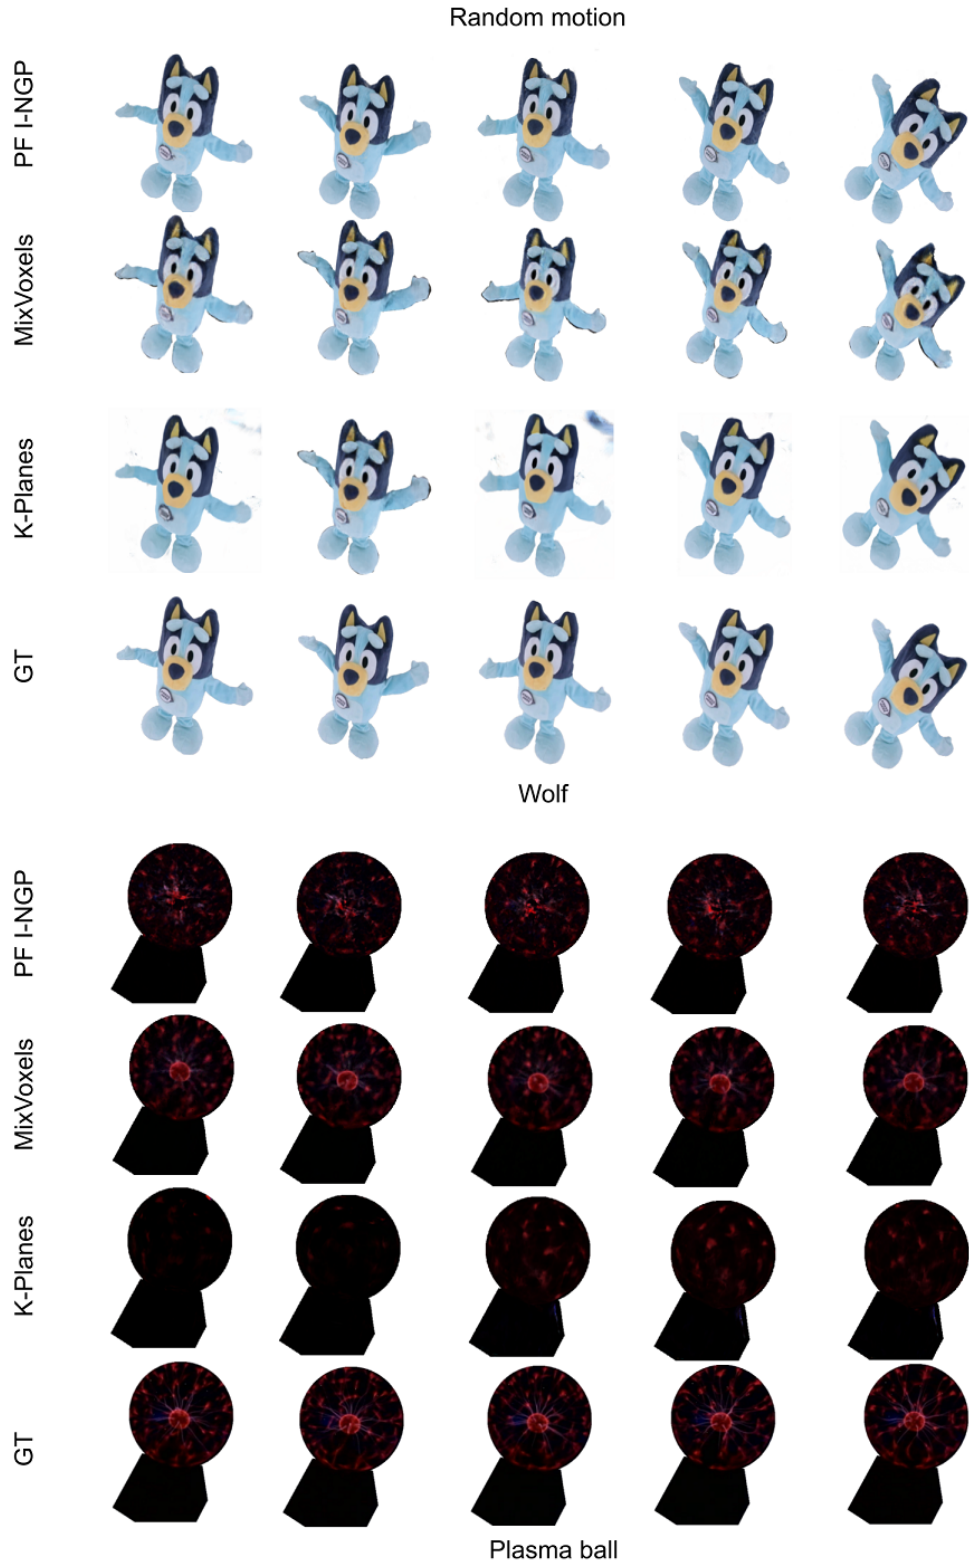 Random motion
PF I-NGP
MixVoxels
K-Planes
GT
Wolf
PF I-NGP
MixVoxels
K-Planes
GT
Plasma ball